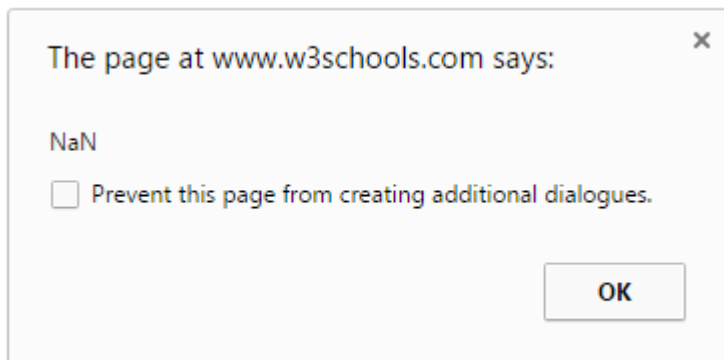 The page at www.w3schools.com says:
NaN
Prevent this page from creating additional dialogues.
OK